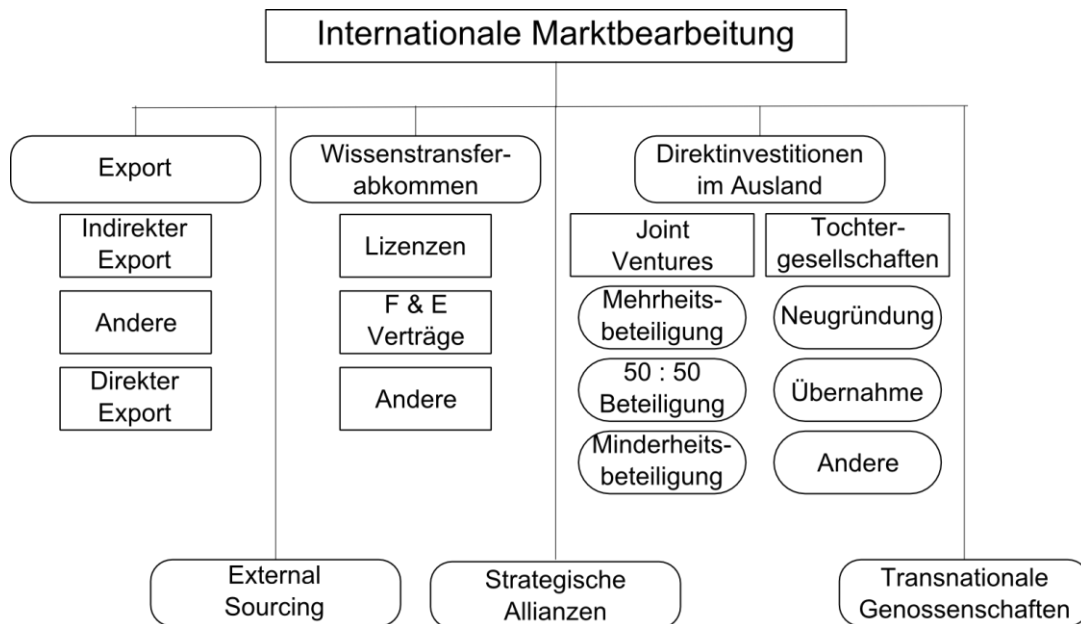 Internationale Marktbearbeitung
Export
Indirekter
Export
Andere
Direkter
Export
Wissenstransfer-
abkommen
Lizenzen
F & E
Verträge
Andere
Direktinvestitionen
im Ausland
Joint
Ventures
Mehrheits-
beteiligung
50 : 50
Beteiligung
Minderheits-
beteiligung
Tochter-
gesellschaften
Neugründung
Übernahme
Andere
External
Sourcing
Strategische
Allianzen
Transnationale
Genossenschaften